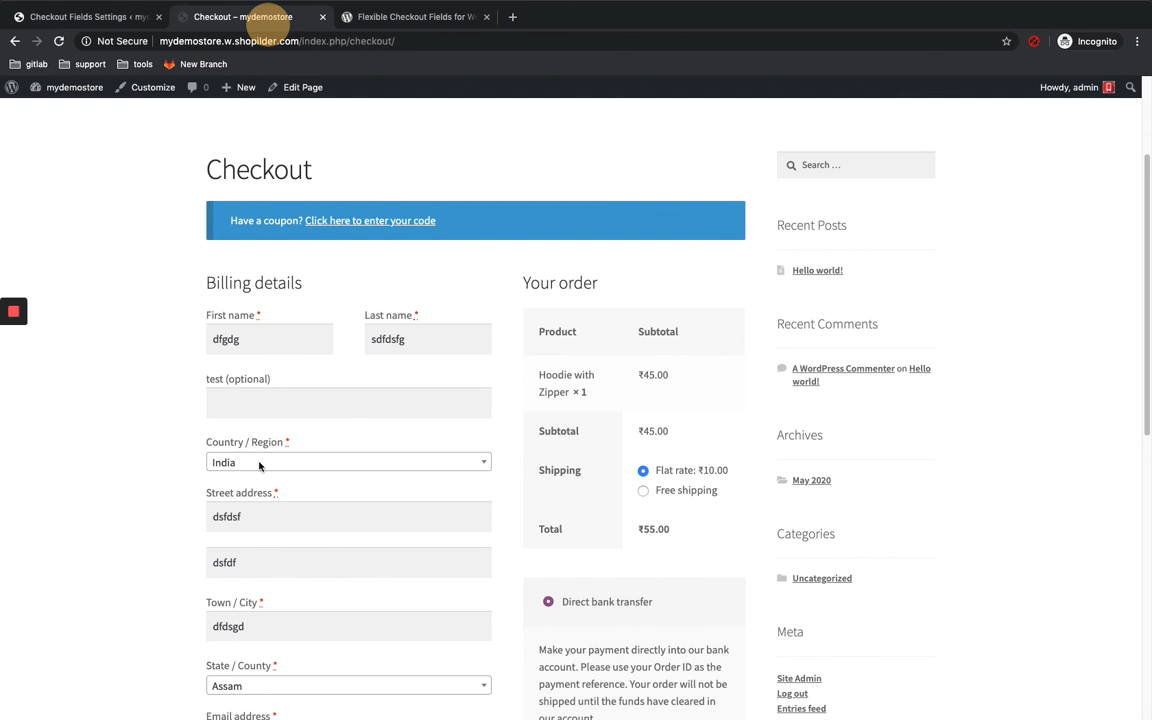 Checkout Fields Settings ‹ my
Checkout – mydemostore
Flexible Checkout Fields for W
Not Secure
mydemostore.w.shopilder.com/index.php/checkout/
Incognito
gitlab
support
tools
New Branch
mydemostore
Customize
0
New
Edit Page
Howdy, admin
Checkout
Search …
Have a coupon? Click here to enter your code
Recent Posts
Hello world!
Billing details
First name *
Last name *
dfgdg
sdfdsfg
test (optional)
Country / Region *
India
Street address *
dsfdsf
dsfdf
Town / City *
dfdsgd
State / County *
Assam
Email address *
Your order
Product
Subtotal
Hoodie with
Zipper × 1
₹45.00
Subtotal
₹45.00
Shipping
Flat rate: ₹10.00
Free shipping
Total
₹55.00
Direct bank transfer
Make your payment directly into our bank
account. Please use your Order ID as the
payment reference. Your order will not be
shipped until the funds have cleared in
our account.
Recent Comments
A WordPress Commenter on Hello
world!
Archives
May 2020
Categories
Uncategorized
Meta
Site Admin
Log out
Entries feed